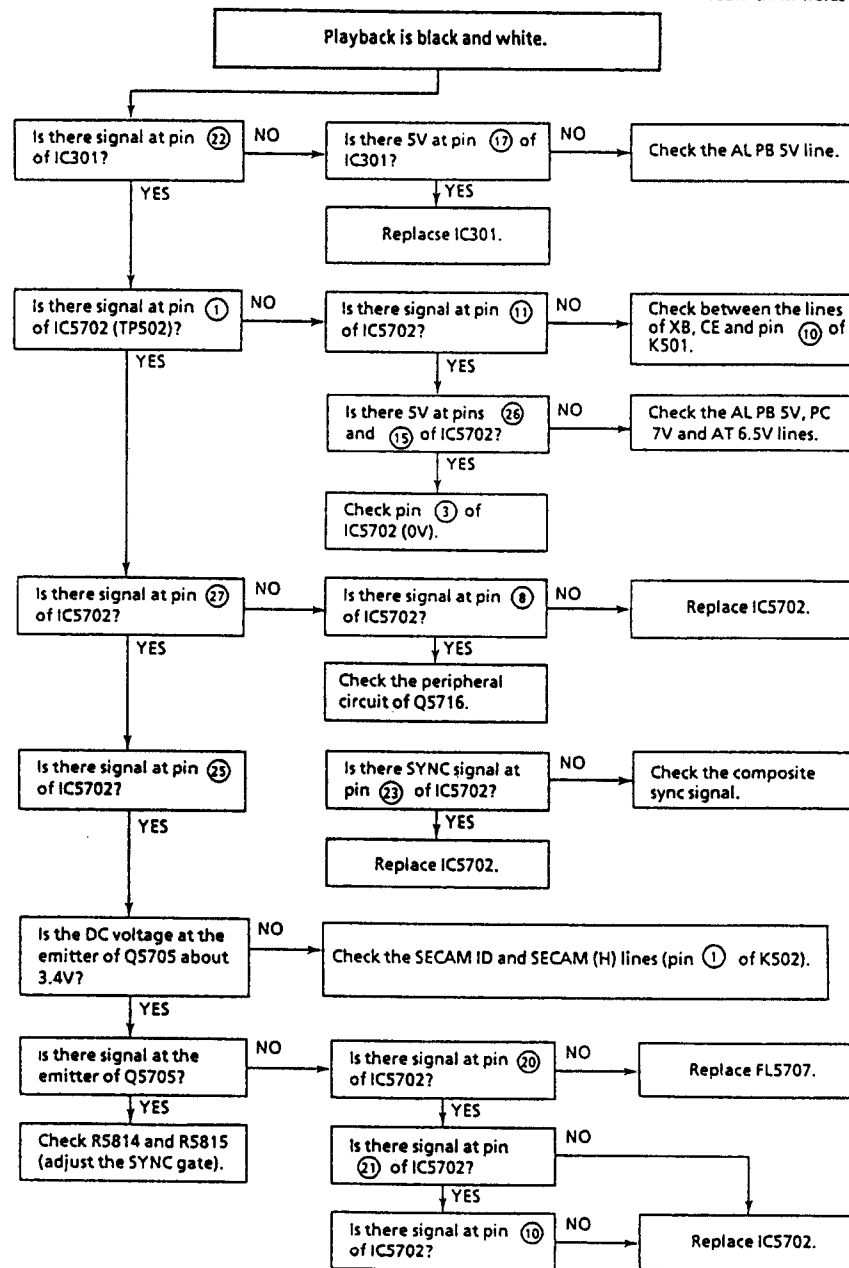 Playback is black and white.
Is there signal at pin 22
of IC301?
NO
Is there 5V at pin 17 of
IC301?
NO
Check the AL PB 5V line.
YES
YES
Replacse IC301.
Is there signal at pin 1
of IC5702 (TP502)?
NO
Is there signal at pin 11
of IC5702?
NO
Check between the lines
of XB, CE and pin 10 of
K501.
YES
YES
Is there 5V at pins 26
and 15 of IC5702?
NO
Check the AL PB 5V, PC
7V and AT 6.5V lines.
YES
Check pin 3 of
IC5702 (0V).
Is there signal at pin 27
of IC5702?
NO
Is there signal at pin 8
of IC5702?
NO
Replace IC5702.
YES
YES
Check the peripheral
circuit of Q5716.
Is there signal at pin 25
of IC5702?
Is there SYNC signal at
pin 23 of IC5702?
NO
Check the composite
sync signal.
YES
YES
Replace IC5702.
Is the DC voltage at the
emitter of Q5705 about
3.4V?
NO
Check the SECAM ID and SECAM (H) lines (pin 1 of K502).
YES
Is there signal at the
emitter of Q5705?
NO
Is there signal at pin 20
of IC5702?
NO
Replace FL5707.
YES
YES
Check R5814 and R5815
(adjust the SYNC gate).
Is there signal at pin
21 of IC5702?
NO
YES
Is there signal at pin 10
of IC5702?
NO
Replace IC5702.